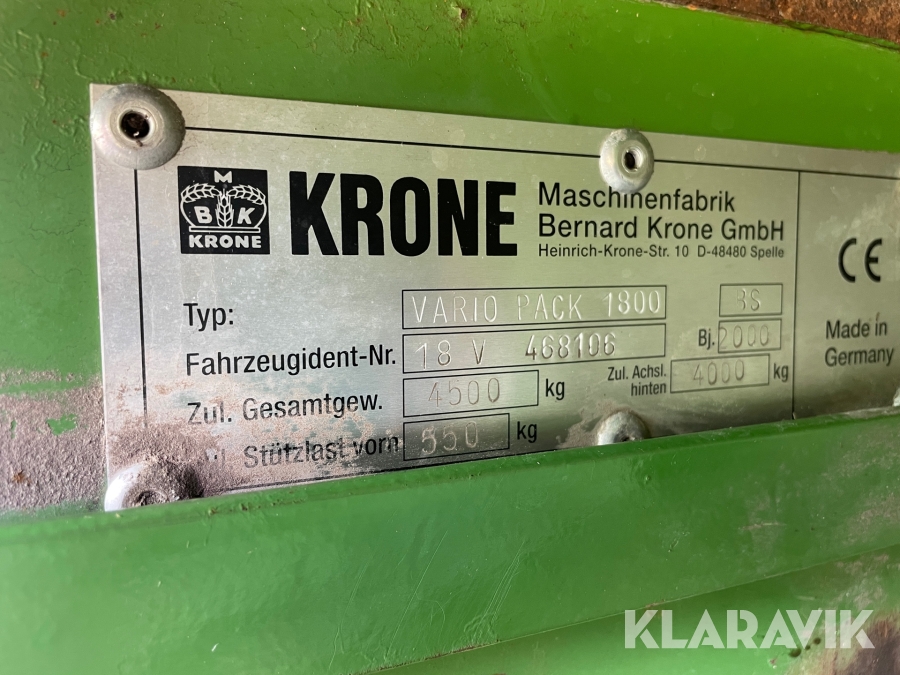 M
B K
KRONE
KRONE
Maschinenfabrik
Bernard Krone GmbH
Heinrich-Krone-Str. 10 D-48480 Spelle
CE
Made in
Germany
Typ: VARIO PACK 1800
Fahrzeugident-Nr. 18 V 468106 Bj. 2000
Zul. Gesamtgew. 4500 kg Zul. Achsl. hinten 4000 kg
Stützlast vorn 550 kg
KLARAVIK